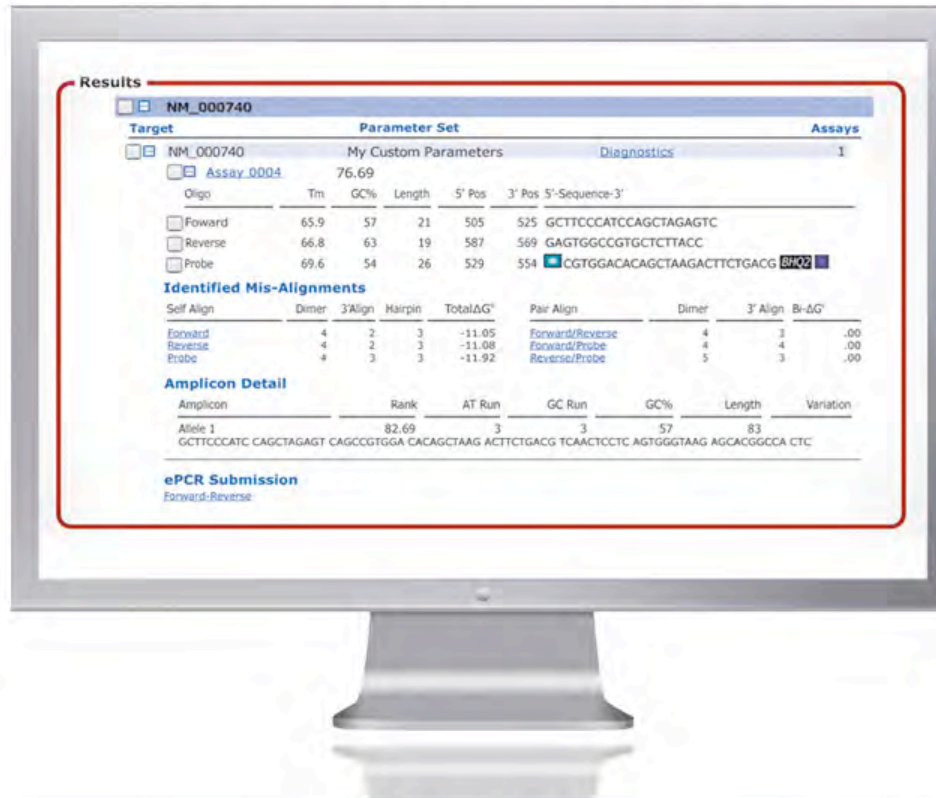 Results
NM_000740
Target Parameter Set Assays
NM_000740 My Custom Parameters Diagnostics 1
Assay 0004 76.69
Oligo Tm GC% Length 5' Pos 3' Pos 5'-Sequence-3'
Foward 65.9 57 21 505 525 GCTTCCCATCCAGCTAGAGTC
Reverse 66.8 63 19 587 569 GAGTGGCCGTGCTCTTACC
Probe 69.6 54 26 529 554 CGTGGACACAGCTAAGACTTCTGACG BHQ2
Identified Mis-Alignments
Self Align Dimer 3'Align Hairpin TotalΔG° Pair Align Dimer 3' Align Bi-ΔG'
Forward 4 2 3 -11.05 Forward/Reverse 4 3 .00
Reverse 4 2 3 -11.08 Forward/Probe 4 4 .00
Probe 4 3 3 -11.92 Reverse/Probe 5 3 .00
Amplicon Detail
Amplicon Rank AT Run GC Run GC% Length Variation
Allele 1 82.69 3 3 57 83
GCTTCCCATC CAGCTAGAGT CAGCCGTGGA CACAGCTAAG ACTTCTGACG TCAACTCCTC AGTGGGTAAG AGCACGGCCA CTC
ePCR Submission
Forward-Reverse